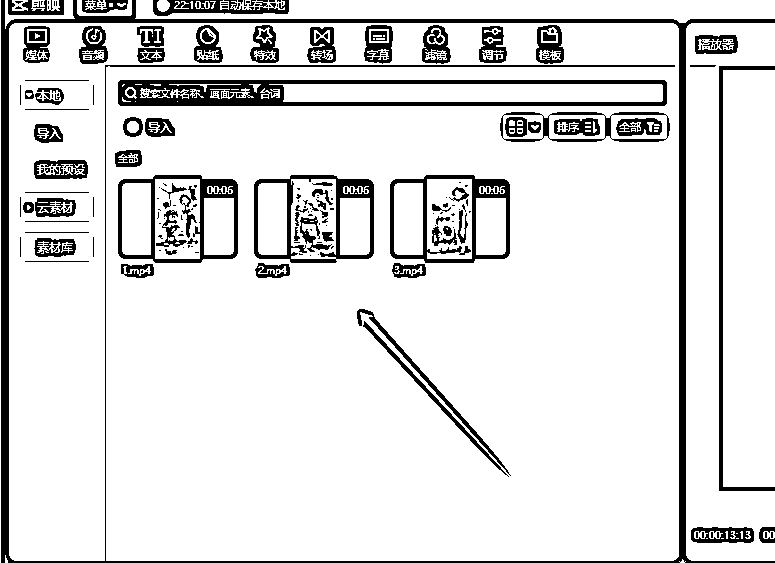 剪映 菜单 22:10:07 自动保存本地
媒体 音频 文本 贴纸 特效 转场 字幕 滤镜 调节 模板
播放器
本地
搜索文件名称、画面元素、台词
导入
导入
排序 全部
我的预设
全部
云素材
素材库
00:05 00:05 00:05
1.mp4 2.mp4 3.mp4
00:00:13:13 00